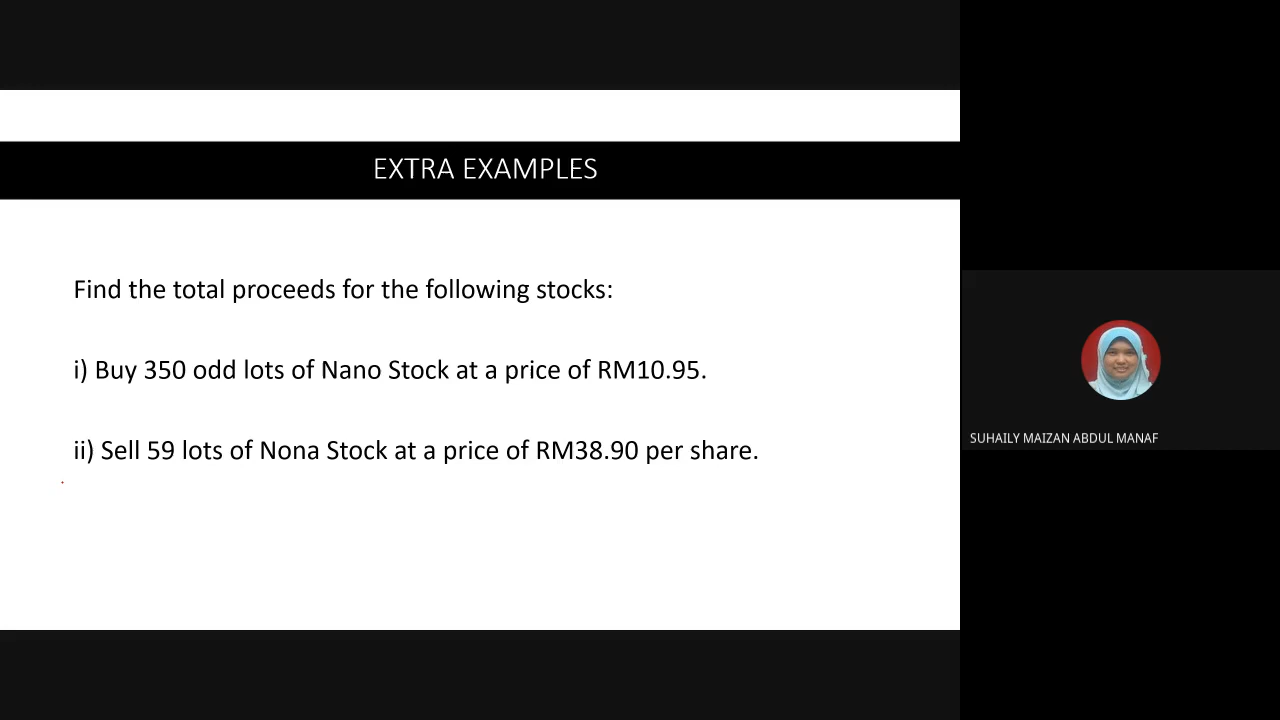 EXTRA EXAMPLES
Find the total proceeds for the following stocks:
i) Buy 350 odd lots of Nano Stock at a price of RM10.95.
ii) Sell 59 lots of Nona Stock at a price of RM38.90 per share.
SUHAILY MAIZAN ABDUL MANAF